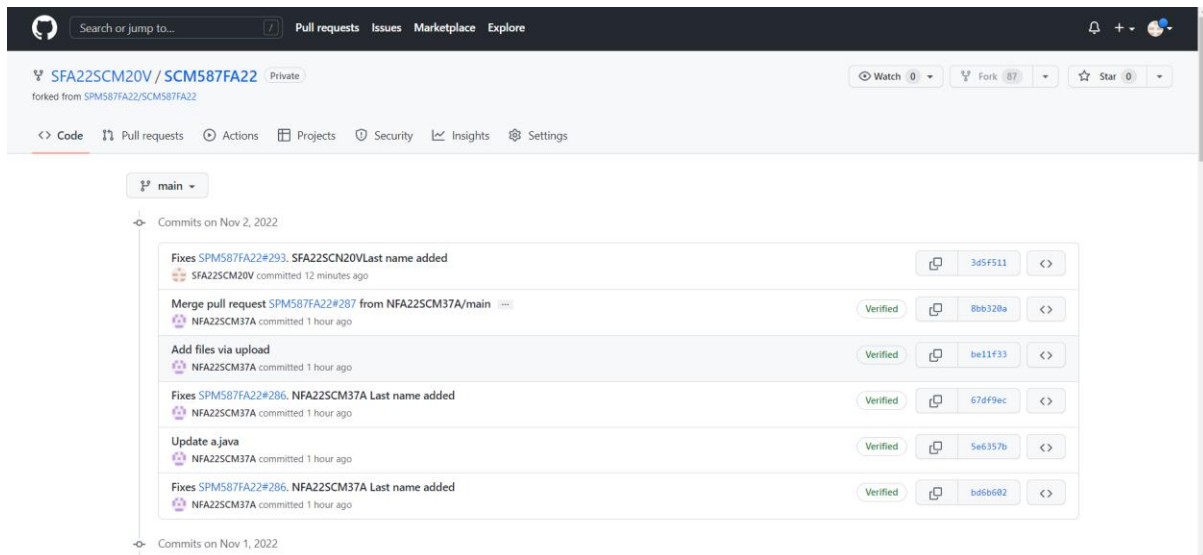 Search or jump to... / Pull requests Issues Marketplace Explore
SFA22SCM20V / SCM587FA22 Private Watch 0 Fork 87 Star 0
forked from SPM587FA22/SCM587FA22
<> Code Pull requests Actions Projects Security Insights Settings
main
Commits on Nov 2, 2022
Fixes SPM587FA22#293. SFA22SCN20VLast name added
SFA22SCM20V committed 12 minutes ago
3d5f511 <>
Merge pull request SPM587FA22#287 from NFA22SCM37A/main ...
NFA22SCM37A committed 1 hour ago
Verified 8bb320a <>
Add files via upload
NFA22SCM37A committed 1 hour ago
Verified be11f33 <>
Fixes SPM587FA22#286. NFA22SCM37A Last name added
NFA22SCM37A committed 1 hour ago
Verified 67df9ec <>
Update a.java
NFA22SCM37A committed 1 hour ago
Verified 5e6357b <>
Fixes SPM587FA22#286. NFA22SCM37A Last name added
NFA22SCM37A committed 1 hour ago
Verified bd6b602 <>
Commits on Nov 1, 2022